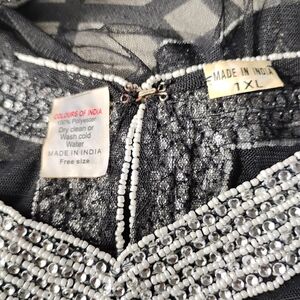 COLOURS OF INDIA
100% Polyester
Dry clean or
Wash cold
Water
MADE IN INDIA
Free size
MADE IN INDIA
1XL